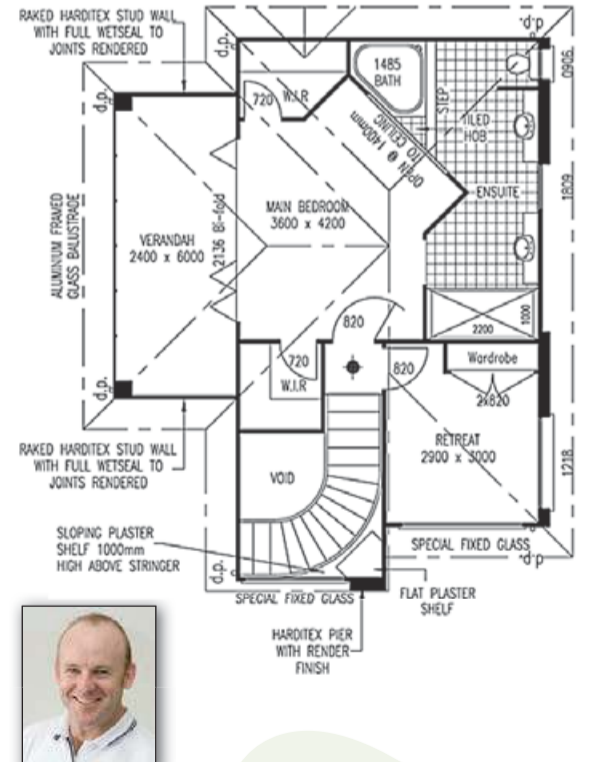 RAKED HARDITEX STUD WALL
WITH FULL WETSEAL TO
JOINTS RENDERED
d.p.
d.p.
d.p.
0906
1485
BATH
720
W.I.R
STEP
TILED
HOB
OPEN @ 1400mm
TO CEILING
ENSUITE
1809
ALUMINIUM FRAMED
GLASS BALUSTRADE
VERANDAH
2400 x 6000
2136 Bi-fold
MAIN BEDROOM
3600 x 4200
820
2200
1000
720
W.I.R
820
Wardrobe
2x820
d.p.
RAKED HARDITEX STUD WALL
WITH FULL WETSEAL TO
JOINTS RENDERED
RETREAT
2900 x 3000
1218
VOID
SLOPING PLASTER
SHELF 1000mm
HIGH ABOVE STRINGER
SPECIAL FIXED GLASS
d.p.
d.p.
SPECIAL FIXED GLASS
FLAT PLASTER
SHELF
HARDITEX PIER
WITH RENDER
FINISH